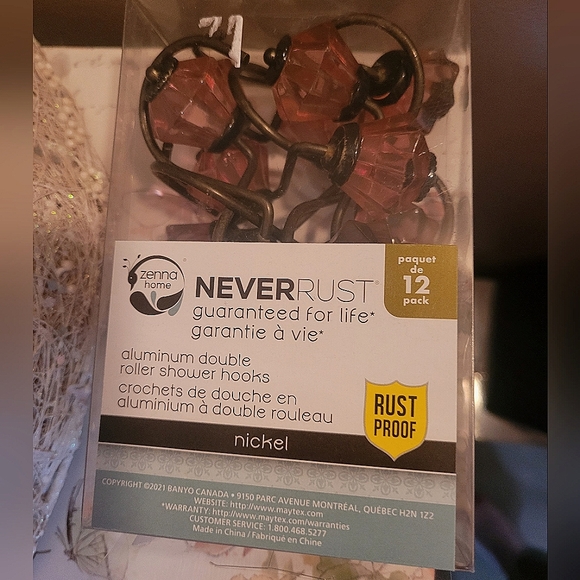 71
zenna
home
NEVERRUST®
guaranteed for life*
garantie à vie*
paquet
de
12
pack
aluminum double
roller shower hooks
crochets de douche en
aluminium à double rouleau
RUST
PROOF
nickel
COPYRIGHT ©2021 BANYO CANADA • 9150 PARC AVENUE MONTRÉAL, QUÉBEC H2N 1Z2
WEBSITE: http://www.maytex.com
*WARRANTY: http://www.maytex.com/warranties
CUSTOMER SERVICE: 1.800.468.5277
Made in China / Fabriqué en Chine